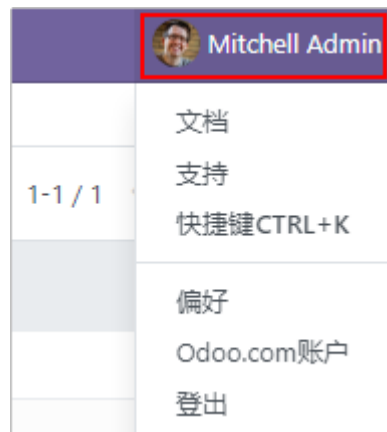 Mitchell Admin
文档
支持
1-1 / 1
快捷键CTRL+K
偏好
Odoo.com账户
登出